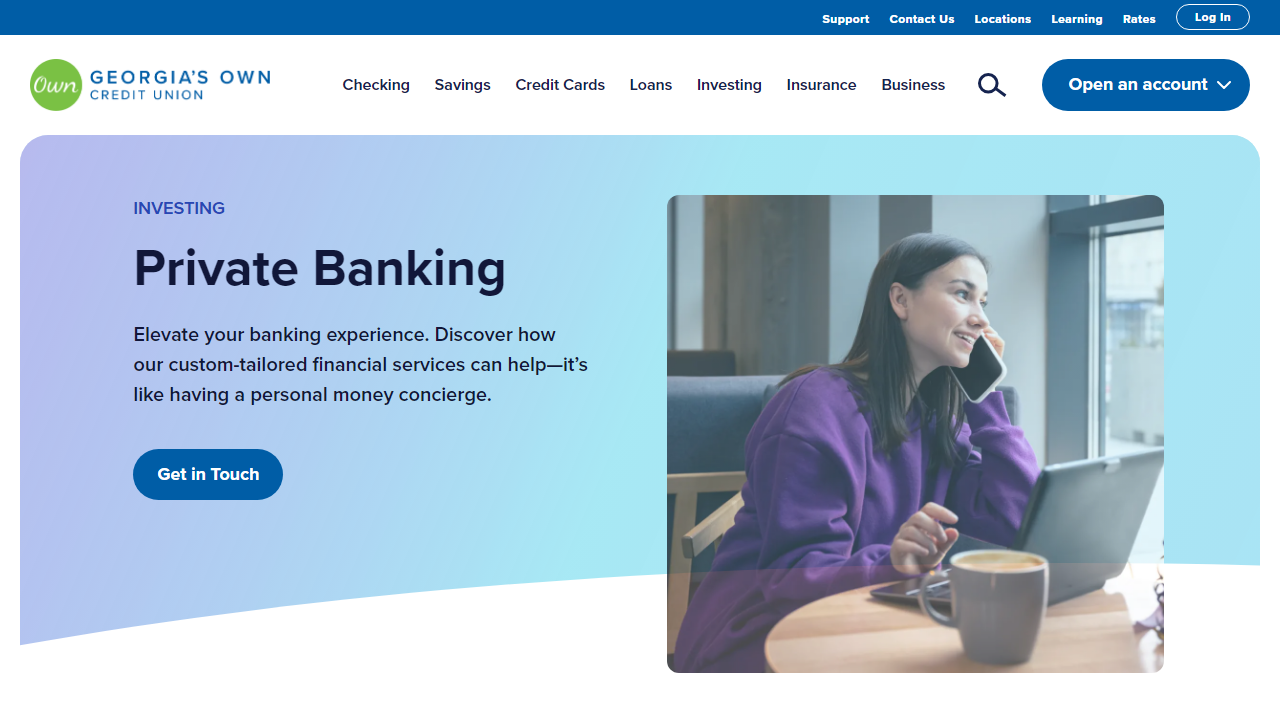 Support Contact Us Locations Learning Rates Log In
Own GEORGIA'S OWN
CREDIT UNION
Checking Savings Credit Cards Loans Investing Insurance Business Open an account
INVESTING
Private Banking
Elevate your banking experience. Discover how
our custom-tailored financial services can help—it’s
like having a personal money concierge.
Get in Touch